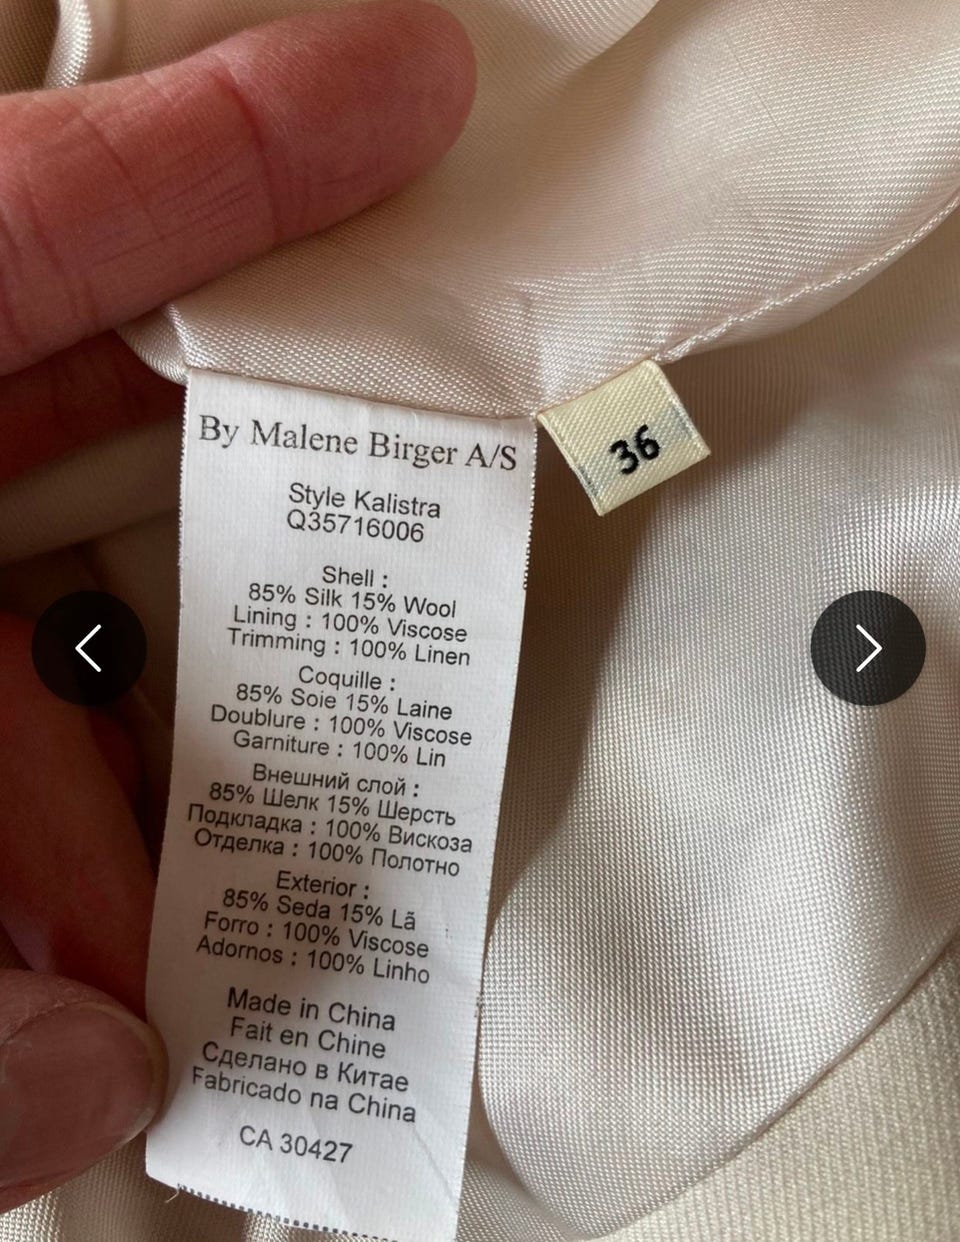 By Malene Birger A/S
Style Kalistra
Q35716006
Shell :
85% Silk 15% Wool
Lining : 100% Viscose
Trimming : 100% Linen
Coquille :
85% Soie 15% Laine
Doublure : 100% Viscose
Garniture : 100% Lin
Внешний слой :
85% Шелк 15% Шерсть
Подкладка : 100% Вискоза
Отделка : 100% Полотно
Exterior :
85% Seda 15% Lã
Forro : 100% Viscose
Adornos : 100% Linho
Made in China
Fait en Chine
Сделано в Китае
Fabricado na China
CA 30427
36